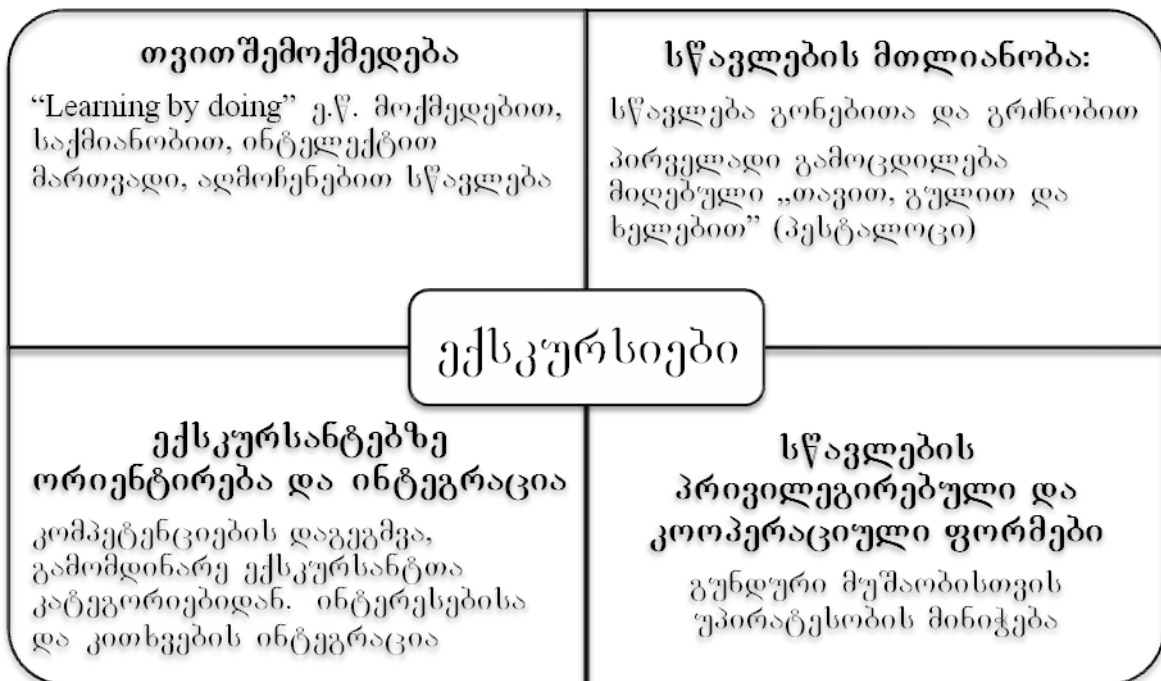 თვითშემოქმედება
“Learning by doing” ე.წ. მოქმედებით,
საქმიანობით, ინტელექტით
მართვადი, აღმოჩენებით სწავლება
სწავლების მთლიანობა:
სწავლება გონებითა და გრძნობით
პირველადი გამოცდილება
მიღებული „თავით, გულით და
ხელებით” (პესტალოცი)
ექსკურსიები
ექსკურსანტებზე
ორიენტირება და ინტეგრაცია
კომპეტენციების დაგეგმვა,
გამომდინარე ექსკურსანტთა
კატეგორიებიდან. ინტერესებისა
და კითხვების ინტეგრაცია
სწავლების
პრივილეგირებული და
კოოპერაციული ფორმები
გუნდური მუშაობისთვის
უპირატესობის მინიჭება